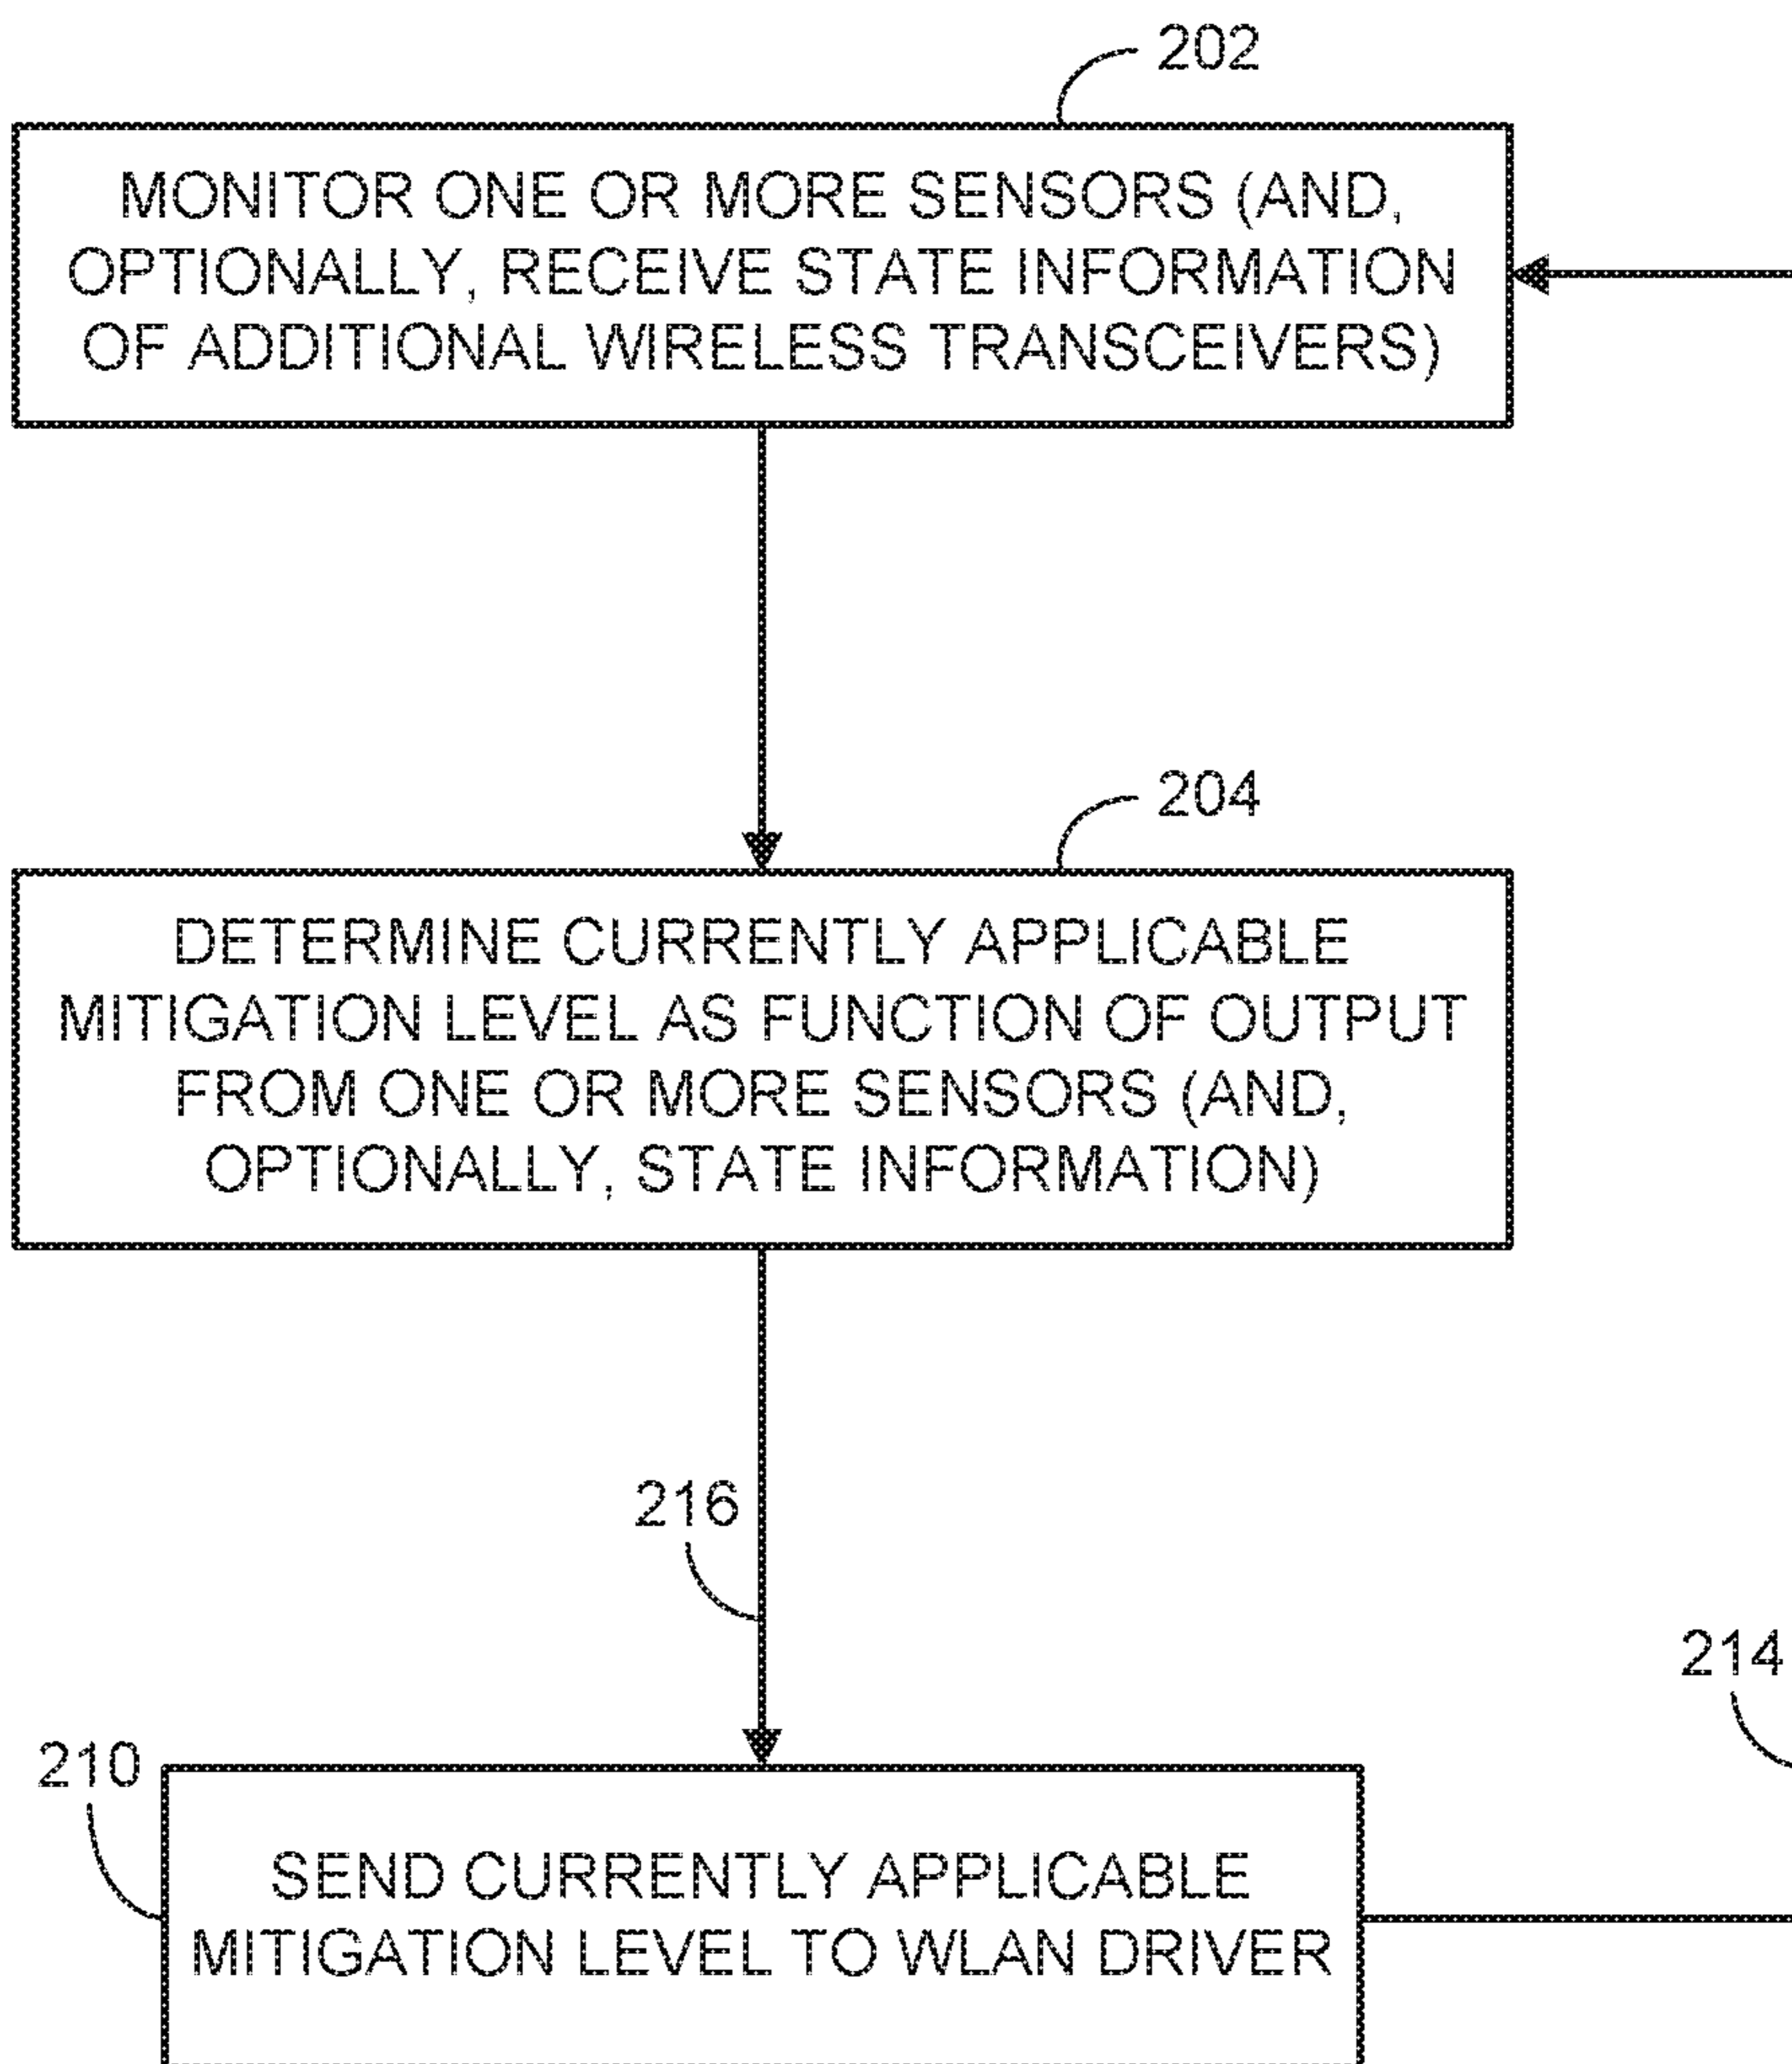 202
MONITOR ONE OR MORE SENSORS (AND,
OPTIONALLY, RECEIVE STATE INFORMATION
OF ADDITIONAL WIRELESS TRANSCEIVERS)
204
DETERMINE CURRENTLY APPLICABLE
MITIGATION LEVEL AS FUNCTION OF OUTPUT
FROM ONE OR MORE SENSORS (AND,
OPTIONALLY, STATE INFORMATION)
216
214
210
SEND CURRENTLY APPLICABLE
MITIGATION LEVEL TO WLAN DRIVER